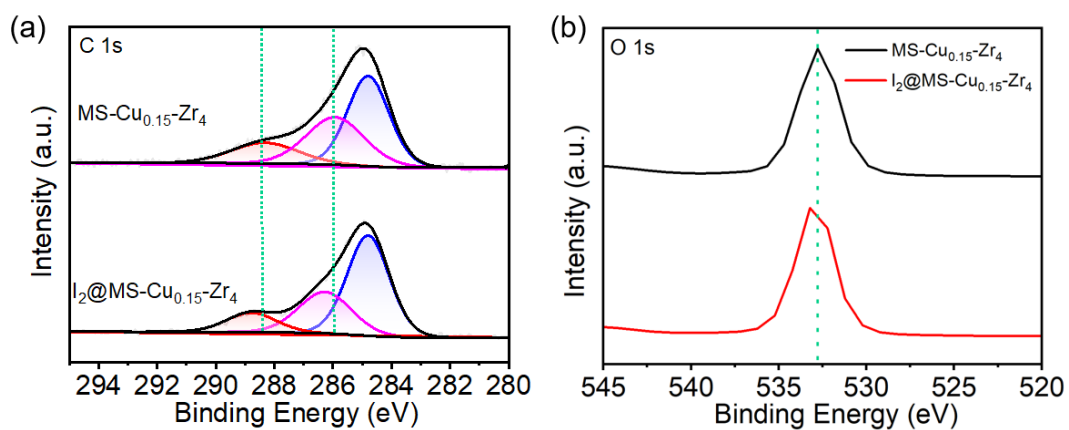 (a)
C 1s
MS-Cu₀.₁₅-Zr₄
I₂@MS-Cu₀.₁₅-Zr₄
Intensity (a.u.)
294 292 290 288 286 284 282 280
Binding Energy (eV)
(b)
O 1s
MS-Cu₀.₁₅-Zr₄
I₂@MS-Cu₀.₁₅-Zr₄
Intensity (a.u.)
545 540 535 530 525 520
Binding Energy (eV)